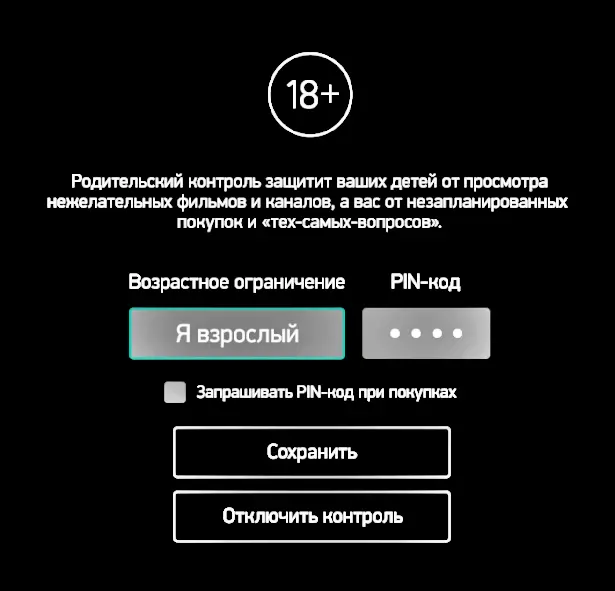 18+
Родительский контроль защитит ваших детей от просмотра
нежелательных фильмов и каналов, а вас от незапланированных
покупок и «тех-самых-вопросов».
Возрастное ограничение PIN-код
Я взрослый
Запрашивать PIN-код при покупках
Сохранить
Отключить контроль